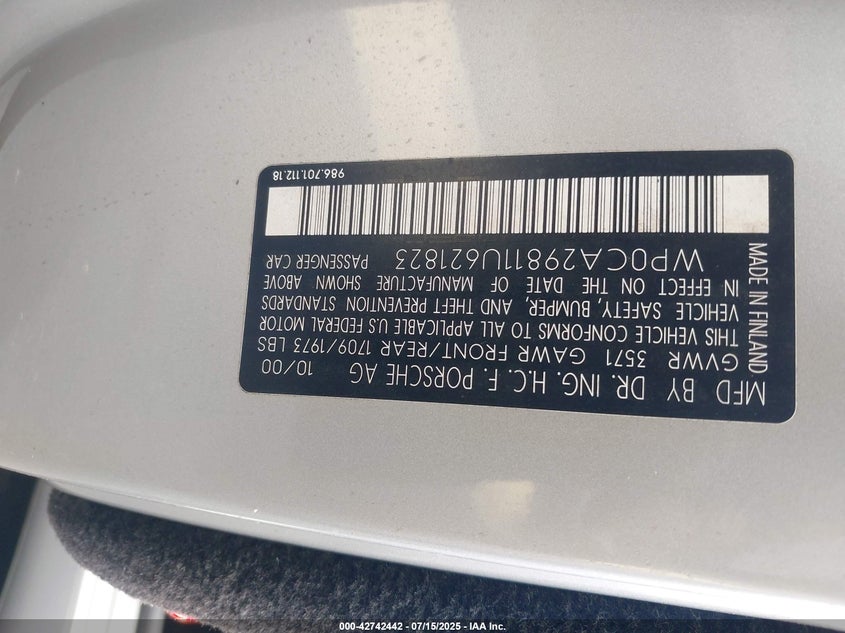 MFD BY DR. ING. H.C. F. PORSCHE AG 10/00
GVWR 3571 GAWR FRONT/REAR 1709/1973 LBS
THIS VEHICLE CONFORMS TO ALL APPLICABLE U.S FEDERAL MOTOR
VEHICLE SAFETY, BUMPER, AND THEFT PREVENTION STANDARDS
IN EFFECT ON THE DATE OF MANUFACTURE SHOWN ABOVE
WP0CA29811U621823 PASSENGER CAR
MADE IN FINLAND
986.701.112.18
000-42742442 - 07/15/2025 - IAA Inc.